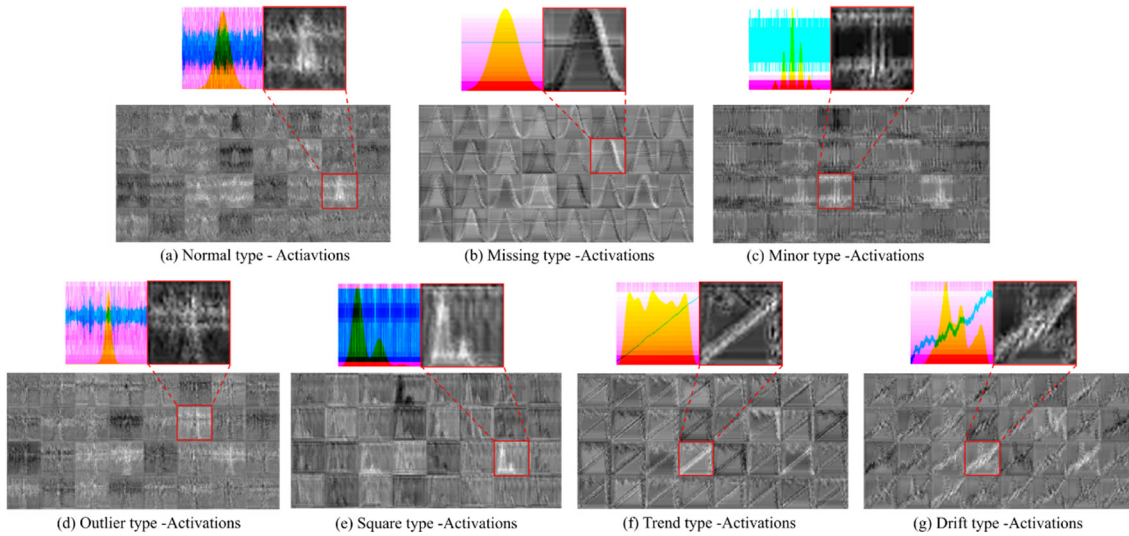 (a) Normal type - Actiavtions
(b) Missing type -Activations
(c) Minor type -Activations
(d) Outlier type -Activations
(e) Square type -Activations
(f) Trend type -Activations
(g) Drift type -Activations